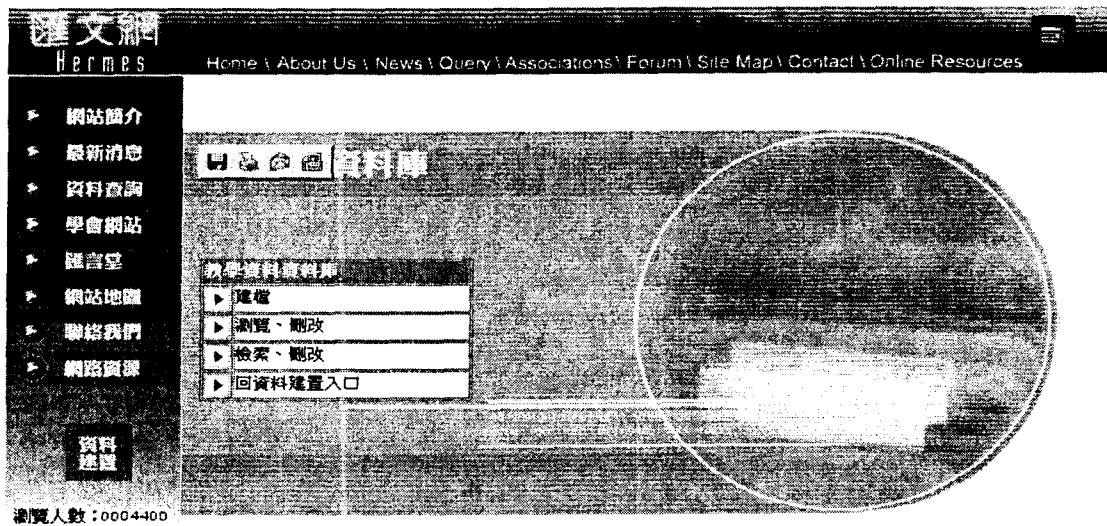 匯文網
Hermes
Home \ About Us \ News \ Query \ Associations \ Forum \ Site Map \ Contact \ Online Resources
網站簡介
最新消息
資料查詢
學會網站
匯言堂
網站地圖
聯絡我們
網路資源
資料
建置
瀏覽人數：0004400
資料庫
教學資料資料庫
建檔
瀏覽、刪改
檢索、刪改
回資料建置入口